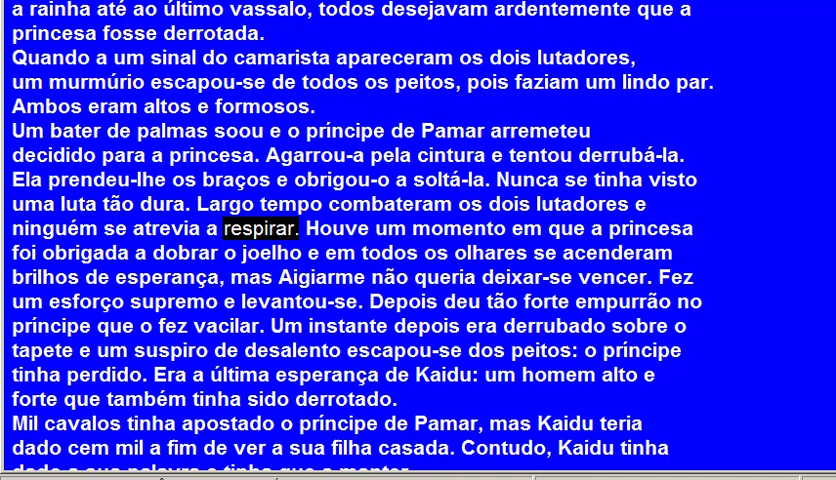 a rainha até ao último vassalo, todos desejavam ardentemente que a
princesa fosse derrotada.
Quando a um sinal do camarista apareceram os dois lutadores,
um murmúrio escapou-se de todos os peitos, pois faziam um lindo par.
Ambos eram altos e formosos.
Um bater de palmas soou e o príncipe de Pamar arremeteu
decidido para a princesa. Agarrou-a pela cintura e tentou derrubá-la.
Ela prendeu-lhe os braços e obrigou-o a soltá-la. Nunca se tinha visto
uma luta tão dura. Largo tempo combateram os dois lutadores e
ninguém se atrevia a respirar. Houve um momento em que a princesa
foi obrigada a dobrar o joelho e em todos os olhares se acenderam
brilhos de esperança, mas Aigiarme não queria deixar-se vencer. Fez
um esforço supremo e levantou-se. Depois deu tão forte empurrão no
príncipe que o fez vacilar. Um instante depois era derrubado sobre o
tapete e um suspiro de desalento escapou-se dos peitos: o príncipe
tinha perdido. Era a última esperança de Kaidu: um homem alto e
forte que também tinha sido derrotado.
Mil cavalos tinha apostado o príncipe de Pamar, mas Kaidu teria
dado cem mil a fim de ver a sua filha casada. Contudo, Kaidu tinha
dado a sua palavra e tinha que a manter.